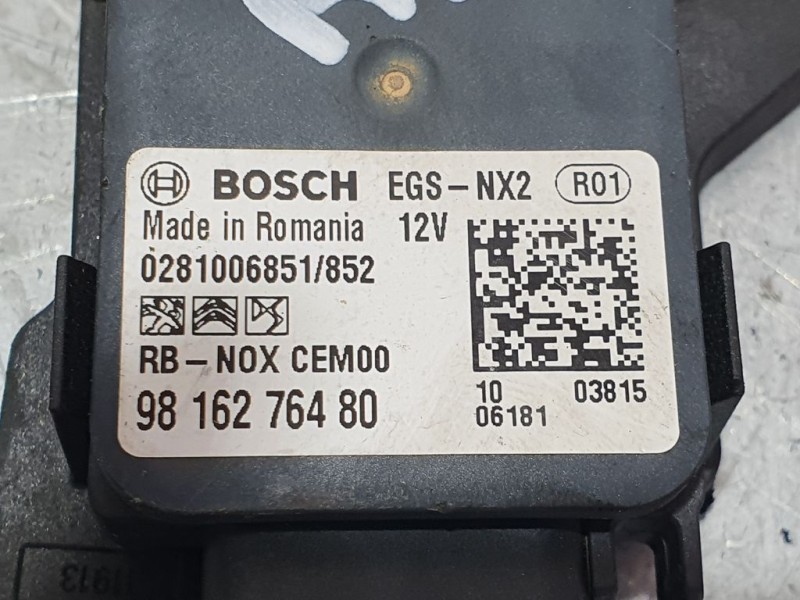 BOSCH EGS-NX2 R01
Made in Romania 12V
0281006851/852
RB-NOX CEM00
98 162 764 80
10 03815
06181